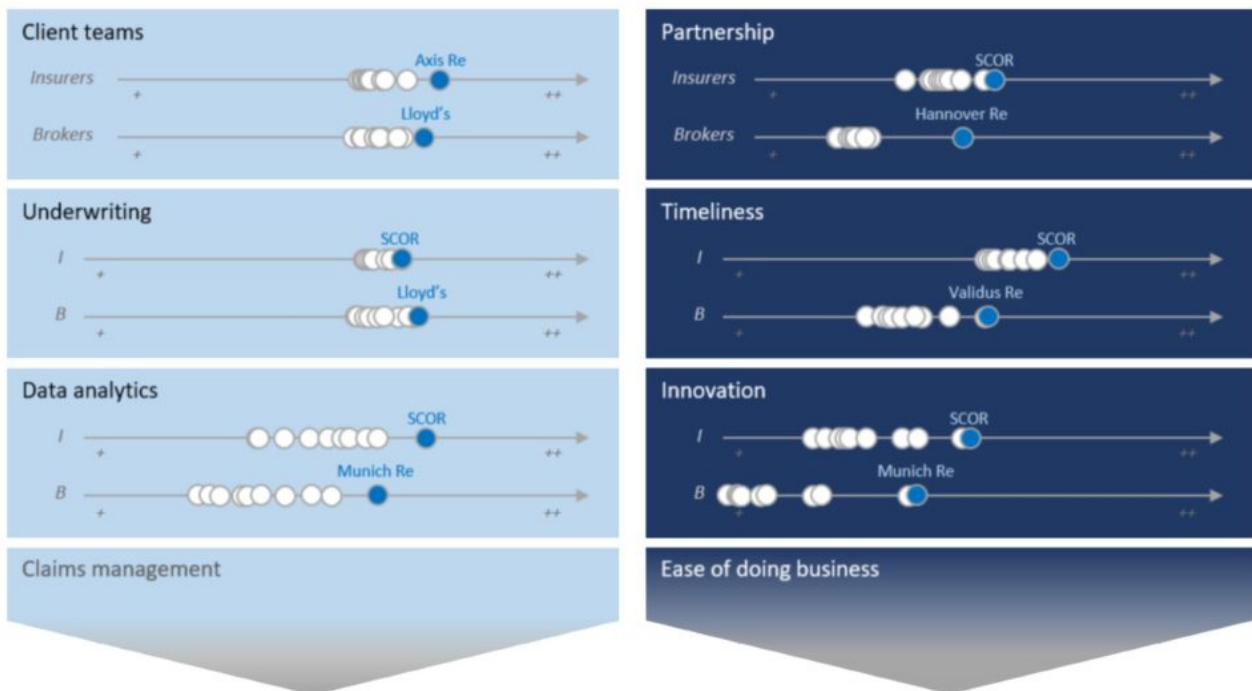 Client teams
Axis Re
Insurers
+
++
Lloyd's
Brokers
+
++
Underwriting
SCOR
I
+
++
Lloyd's
B
Data analytics
SCOR
I
+
Munich Re
B
+
++
Claims management
Partnership
SCOR
Insurers
+
++
Hannover Re
Brokers
+
++
Timeliness
SCOR
I
+
++
Validus Re
B
Innovation
SCOR
I
+
++
Munich Re
B
+
++
Ease of doing business